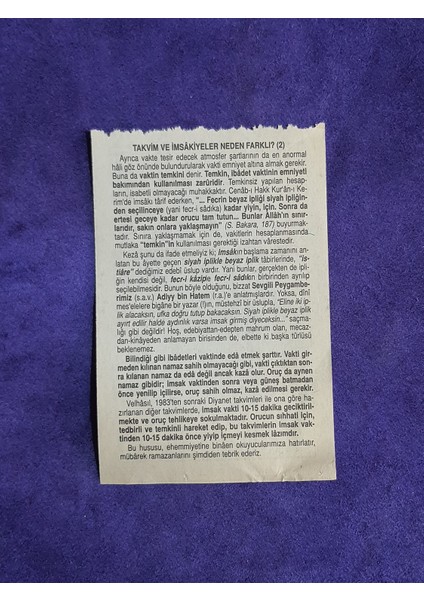 TAKVİM VE İMSÂKİYELER NEDEN FARKLI? (2)
Ayrıca vakte tesir edecek atmosfer şartlarının da en anormal
hâli göz önünde bulundurularak vakti emniyet altına almak gerekir.
Buna da vaktin temkini denir. Temkin, ibâdet vaktinin emniyeti
bakımından kullanılması zarûridir. Temkinsiz yapılan hesap-
ların, isabetli olmayacağı muhakkaktır. Cenâb-ı Hakk Kur'ân-ı Ke-
rim'de imsâkı târif ederken, "... Fecrin beyaz ipliği siyah ipliğin-
den seçilinceye (yani fecr-i sâdıka) kadar yiyin, için. Sonra da
ertesi geceye kadar orucu tam tutun... Bunlar Allâh'ın sınır-
larıdır, sakın onlara yaklaşmayın" (S. Bakara, 187) buyurmak-
tadır. Sınıra yaklaşmamak için de, vakitlerin hesaplanmasında
mutlaka "temkin"in kullanılması gerektiği izahtan vârestedir.
Kezâ şunu da ifade etmeliyiz ki; imsâkın başlama zamanını an-
latan bu âyette geçen siyah iplikle beyaz iplik tâbirlerinde, "is-
tiâre" dediğimiz edebî üslup vardır. Yani bunlar, gerçekten de ipli-
ğin kendisi değil, fecr-i kâzible fecr-i sâdıkın birbirinden ayrılıp
seçilebilmesidir. Bunun böyle olduğunu, bizzat Sevgili Peygambe-
rimiz (s.a.v.) Adiyy bin Hatem (r.a.)'e anlatmışlardır. Yoksa, dinî
mes'elelere bîgâne bir yazar (!)ın, müstehzî bir üslupla, "Eline iki ip-
lik alacaksın, ufka doğru tutup bakacaksın. Siyah iplikle beyaz iplik
ayırt edilir halde aydınlık varsa imsak girmiş diyeceksin..." saçma-
lığı gibi değildir! Hoş, edebiyattan-edepten mahrum olan, mecaz-
dan-kinâyeden anlamayan birisinden de, elbette ki başka türlüsü
beklenemez.
Bilindiği gibi ibâdetleri vaktinde edâ etmek şarttır. Vakti gir-
meden kılınan namaz sahih olmayacağı gibi, vakti çıktıktan son-
ra kılınan namaz da edâ değil ancak kazâ olur. Oruç da aynen
namaz gibidir; imsak vaktinden sonra veya güneş batmadan
önce yenilip içilirse, oruç sahih olmaz, kazâ edilmesi gerekir.
Velhâsıl, 1983'ten sonraki Diyanet takvimleri ile ona göre ha-
zırlanan diğer takvimlerde, imsak vakti 10-15 dakika geciktiril-
mekte ve oruç tehlikeye sokulmaktadır. Orucun sıhhati için,
tedbirli ve temkinli hareket edip, bu takvimlerin imsak vak-
tinden 10-15 dakika önce yiyip içmeyi kesmek lâzımdır.
Bu hususu, ehemmiyetine binâen okuyucularımıza hatırlatır,
mübârek ramazanlarını şimdiden tebrik ederiz.